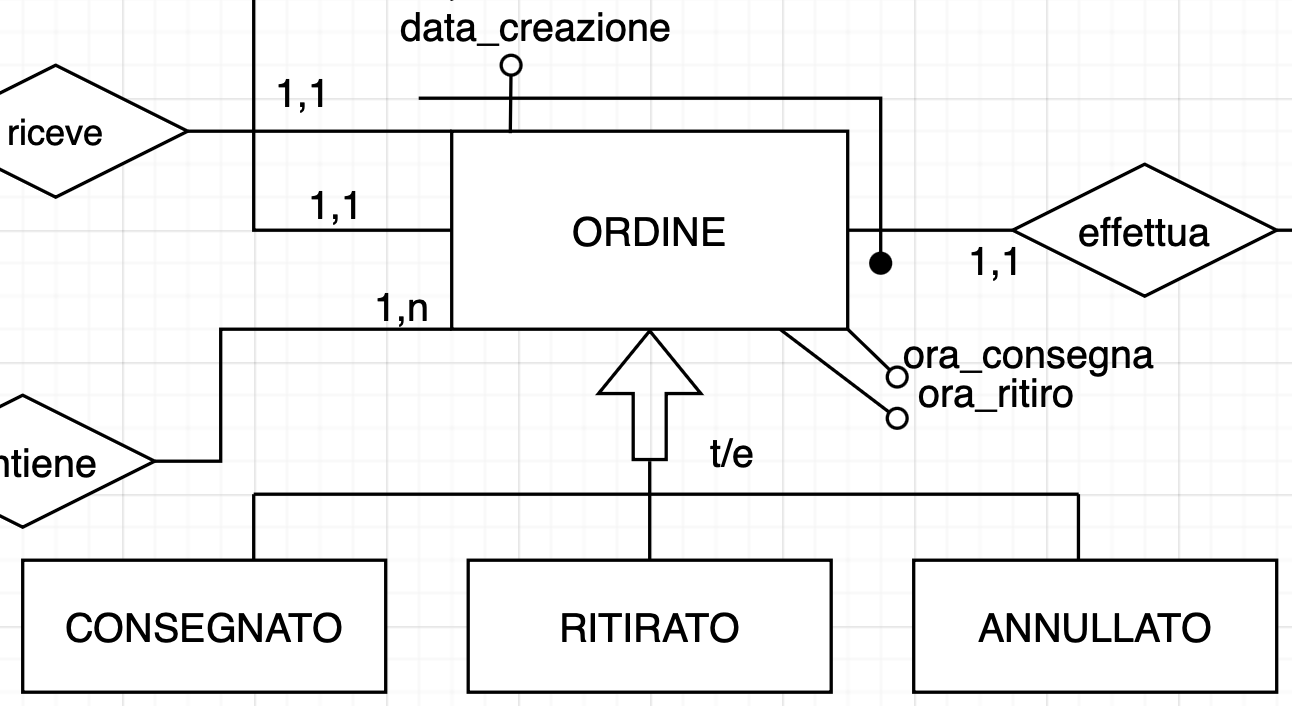 data_creazione
1,1
riceve
1,1
ORDINE
effettua
1,1
1,n
ora_consegna
ora_ritiro
t/e
ntiene
CONSEGNATO
RITIRATO
ANNULLATO